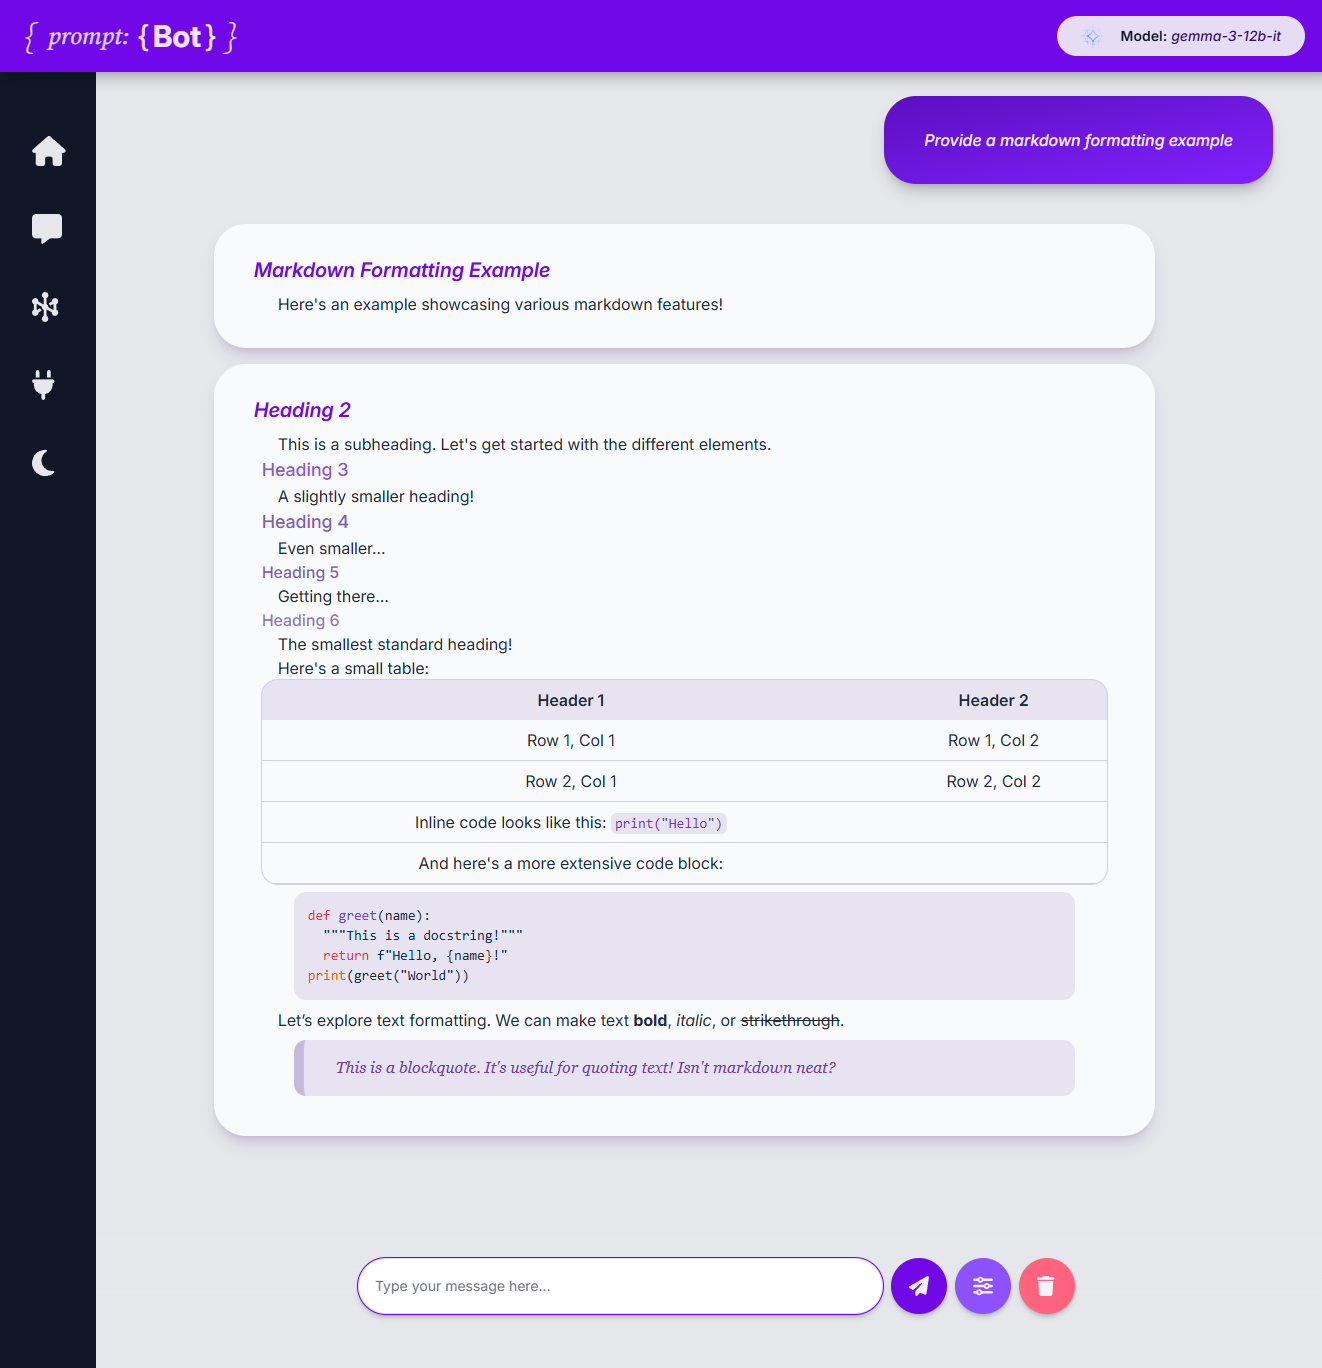 { prompt: {Bot} }
Model: gemma-3-12b-it
Provide a markdown formatting example
Markdown Formatting Example
Here's an example showcasing various markdown features!
Heading 2
This is a subheading. Let's get started with the different elements.
Heading 3
A slightly smaller heading!
Heading 4
Even smaller...
Heading 5
Getting there...
Heading 6
The smallest standard heading!
Here's a small table:
Header 1 Header 2
Row 1, Col 1 Row 1, Col 2
Row 2, Col 1 Row 2, Col 2
Inline code looks like this: print("Hello")
And here's a more extensive code block:
def greet(name):
  """This is a docstring!"""
  return f"Hello, {name}!"
print(greet("World"))
Let’s explore text formatting. We can make text bold, italic, or strikethrough.
This is a blockquote. It's useful for quoting text! Isn't markdown neat?
Type your message here...